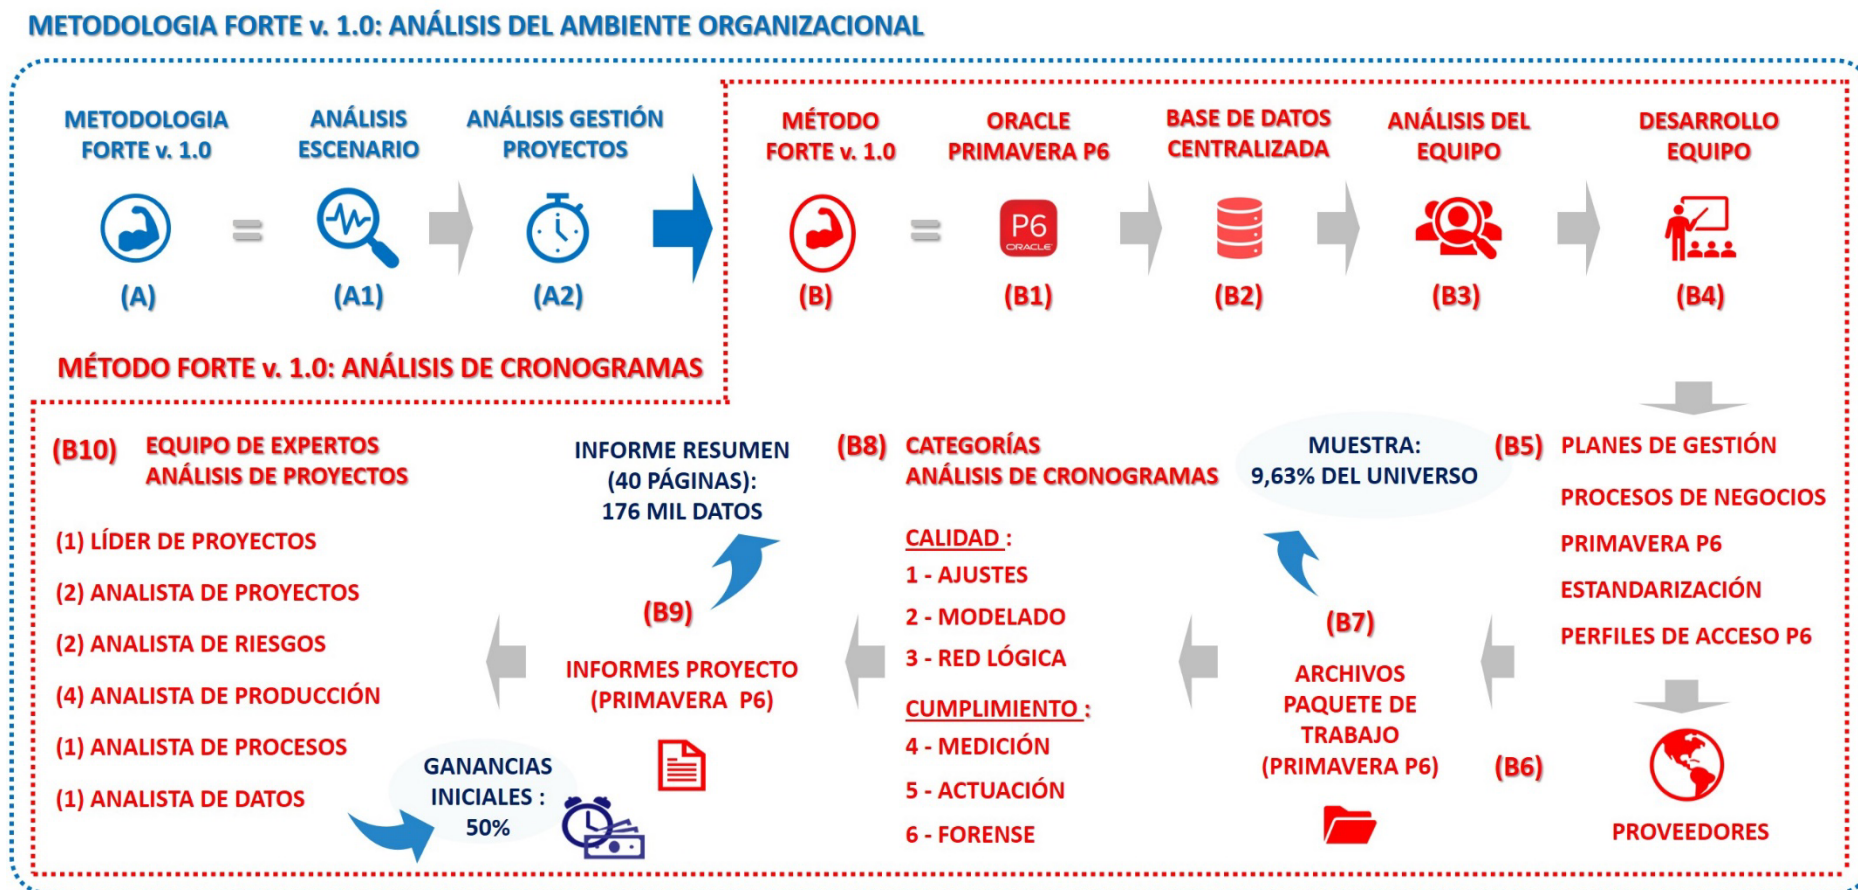 METODOLOGIA FORTE v. 1.0: ANÁLISIS DEL AMBIENTE ORGANIZACIONAL
METODOLOGIA
FORTE v. 1.0
(A)
=
ANÁLISIS
ESCENARIO
(A1)
ANÁLISIS GESTIÓN
PROYECTOS
(A2)
MÉTODO
FORTE v. 1.0
(B)
=
ORACLE
PRIMAVERA P6
P6
ORACLE
(B1)
BASE DE DATOS
CENTRALIZADA
(B2)
ANÁLISIS DEL
EQUIPO
(B3)
DESARROLLO
EQUIPO
(B4)
MÉTODO FORTE v. 1.0: ANÁLISIS DE CRONOGRAMAS
(B5) PLANES DE GESTIÓN
PROCESOS DE NEGOCIOS
PRIMAVERA P6
ESTANDARIZACIÓN
PERFILES DE ACCESO P6
(B6)
PROVEEDORES
MUESTRA:
9,63% DEL UNIVERSO
(B7)
ARCHIVOS
PAQUETE DE
TRABAJO
(PRIMAVERA P6)
(B8) CATEGORÍAS
ANÁLISIS DE CRONOGRAMAS
CALIDAD :
1 - AJUSTES
2 - MODELADO
3 - RED LÓGICA
CUMPLIMIENTO :
4 - MEDICIÓN
5 - ACTUACIÓN
6 - FORENSE
INFORME RESUMEN
(40 PÁGINAS):
176 MIL DATOS
(B9)
INFORMES PROYECTO
(PRIMAVERA P6)
(B10) EQUIPO DE EXPERTOS
ANÁLISIS DE PROYECTOS
(1) LÍDER DE PROYECTOS
(2) ANALISTA DE PROYECTOS
(2) ANALISTA DE RIESGOS
(4) ANALISTA DE PRODUCCIÓN
(1) ANALISTA DE PROCESOS
(1) ANALISTA DE DATOS
GANANCIAS
INICIALES :
50%